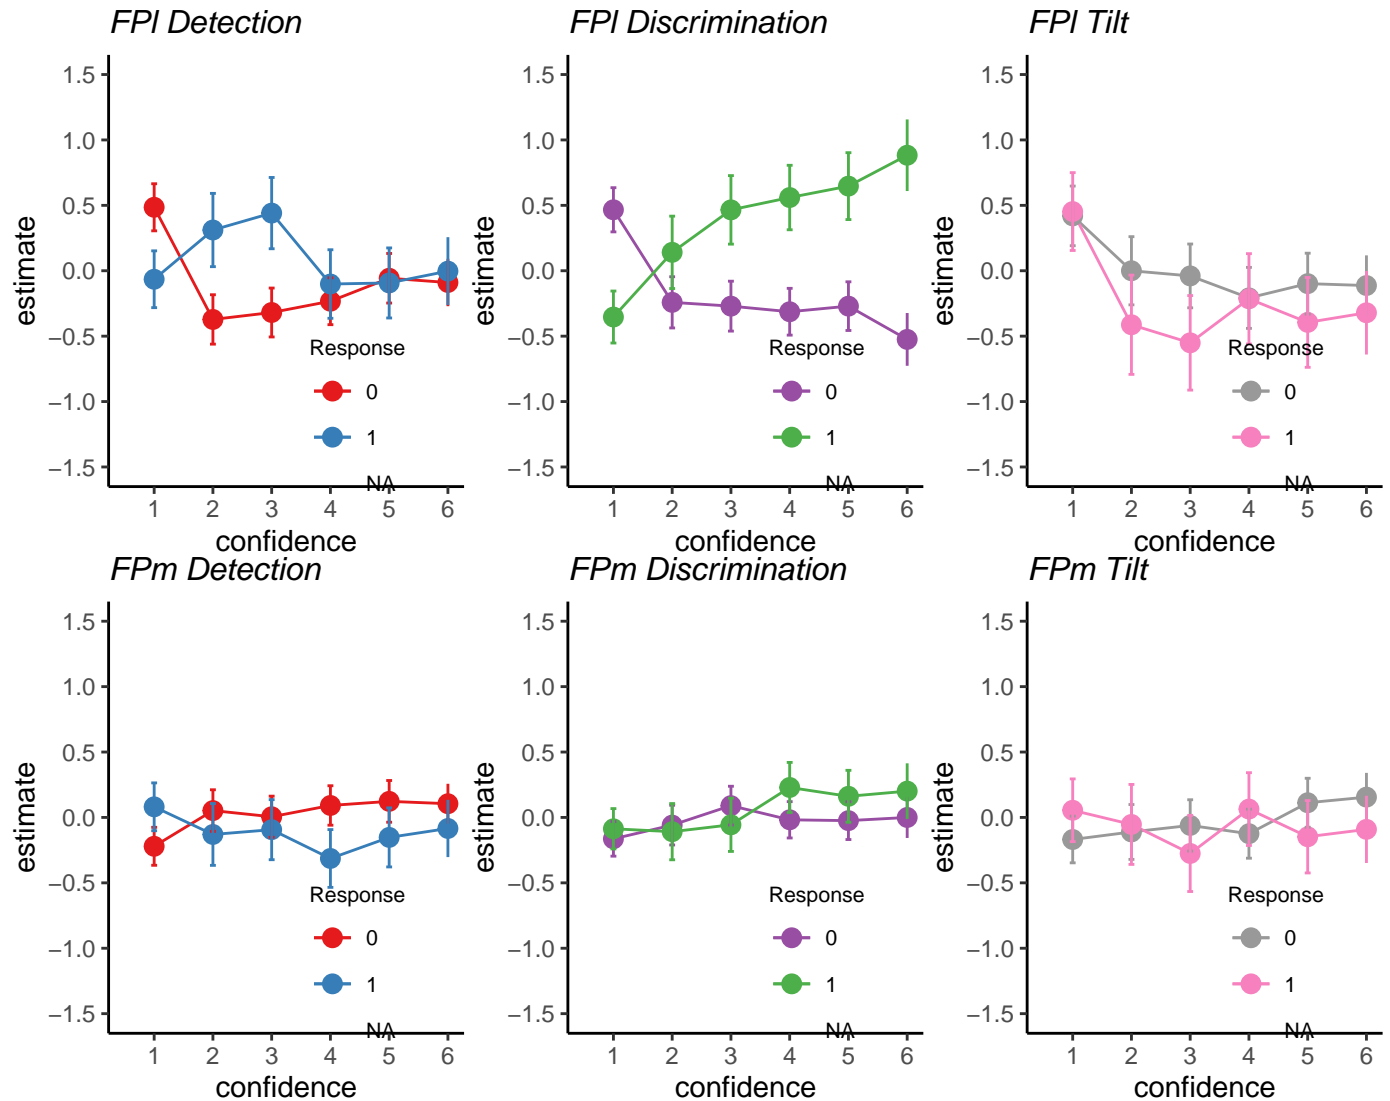 FPl Detection
1.5
1.0
0.5
0.0
−0.5
−1.0
−1.5
estimate
Response
0
1
NA
1 2 3 4 5 6
confidence
FPl Discrimination
1.5
1.0
0.5
0.0
−0.5
−1.0
−1.5
estimate
Response
0
1
NA
1 2 3 4 5 6
confidence
FPl Tilt
1.5
1.0
0.5
0.0
−0.5
−1.0
−1.5
estimate
Response
0
1
NA
1 2 3 4 5 6
confidence
FPm Detection
1.5
1.0
0.5
0.0
−0.5
−1.0
−1.5
estimate
Response
0
1
NA
1 2 3 4 5 6
confidence
FPm Discrimination
1.5
1.0
0.5
0.0
−0.5
−1.0
−1.5
estimate
Response
0
1
NA
1 2 3 4 5 6
confidence
FPm Tilt
1.5
1.0
0.5
0.0
−0.5
−1.0
−1.5
estimate
Response
0
1
NA
1 2 3 4 5 6
confidence